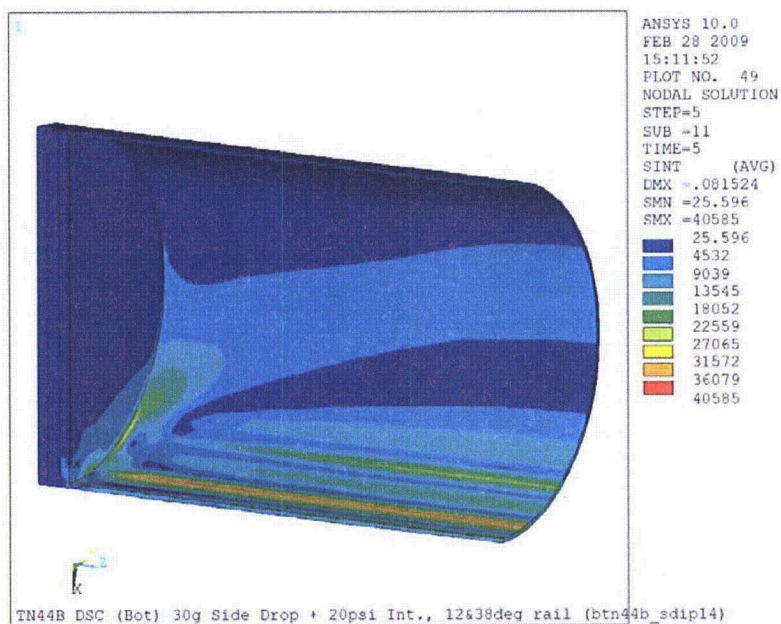 1
ANSYS 10.0
FEB 28 2009
15:11:52
PLOT NO. 49
NODAL SOLUTION
STEP=5
SUB =11
TIME=5
SINT (AVG)
DMX =.081524
SMN =25.596
SMX =40585
25.596
4532
9039
13545
18052
22559
27065
31572
36079
40585
Z
X
TN44B DSC (Bot) 30g Side Drop + 20psi Int., 12&38deg rail (btn44b_sdip14)